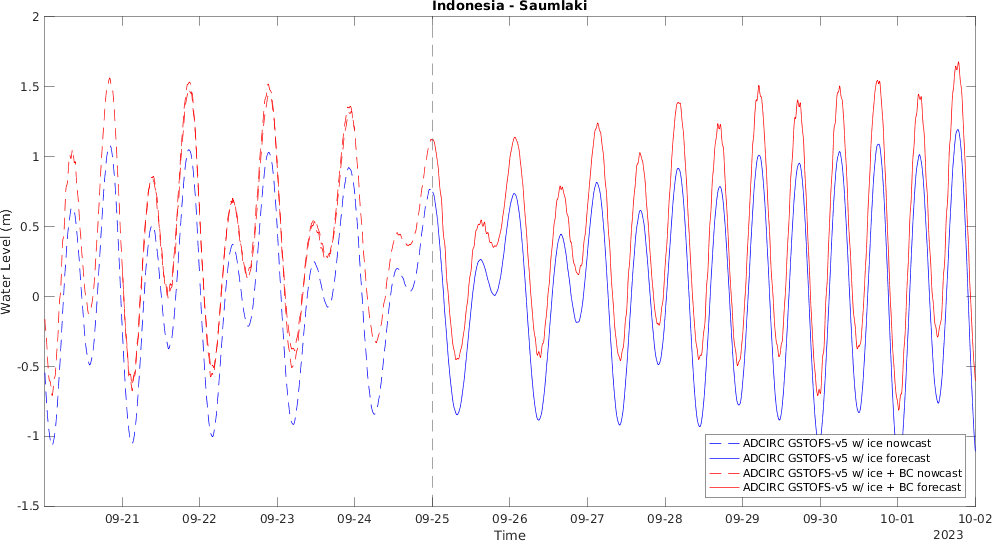 Indonesia - Saumlaki
2
1.5
1
0.5
0
-0.5
-1
-1.5
Water Level (m)
ADCIRC GSTOFS-v5 w/ ice nowcast
ADCIRC GSTOFS-v5 w/ ice forecast
ADCIRC GSTOFS-v5 w/ ice + BC nowcast
ADCIRC GSTOFS-v5 w/ ice + BC forecast
09-21 09-22 09-23 09-24 09-25 09-26 09-27 09-28 09-29 09-30 10-01 10-02
Time
2023